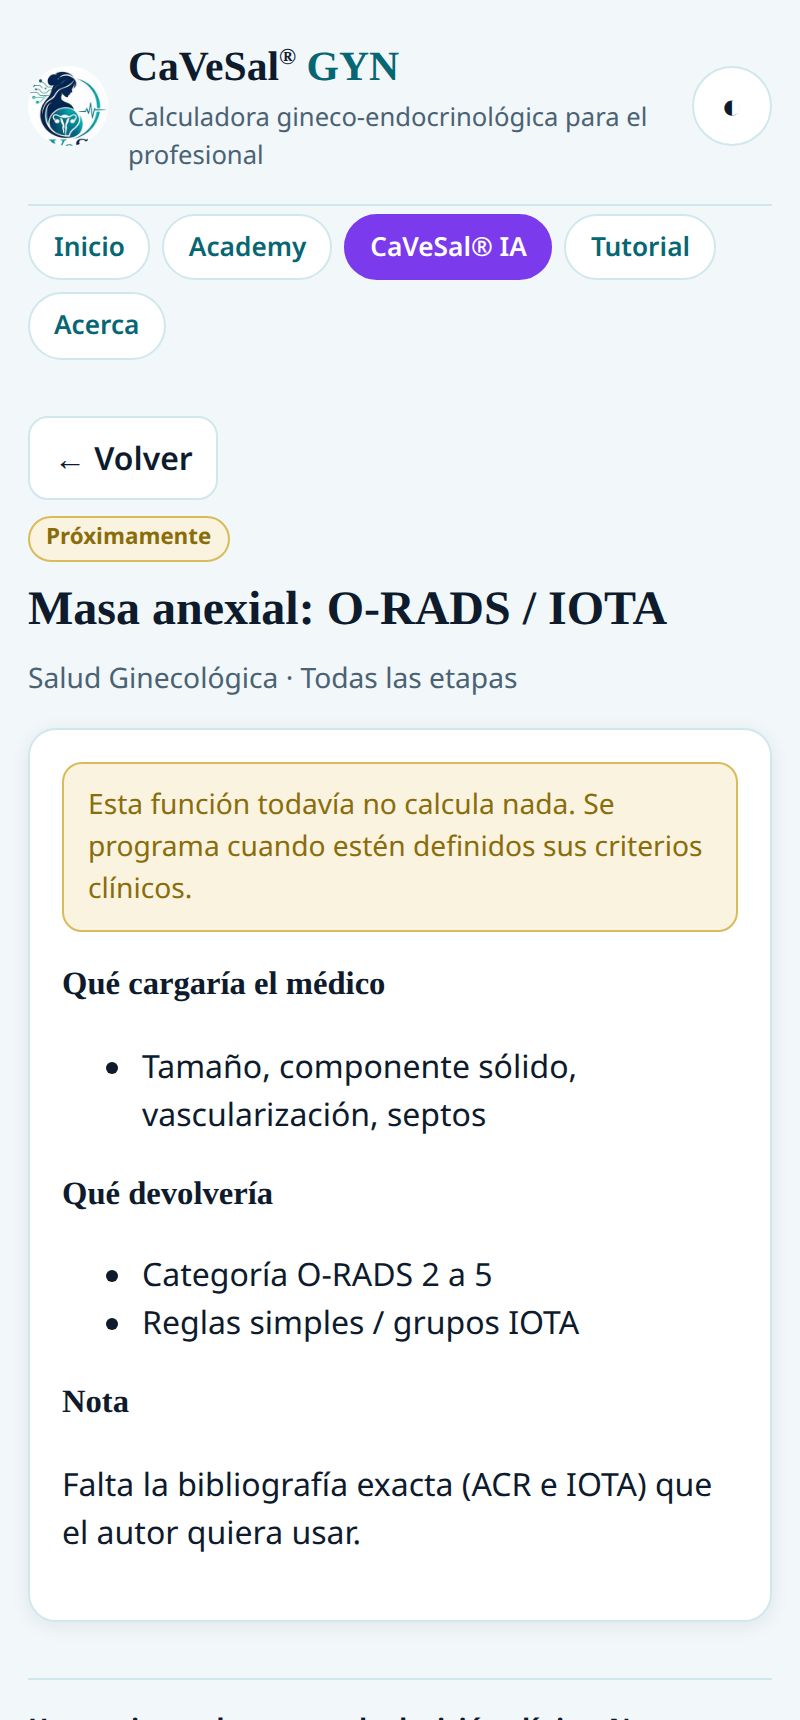 CaVeSal® GYN
Calculadora gineco-endocrinológica para el
profesional
Inicio
Academy
CaVeSal® IA
Tutorial
Acerca
← Volver
Próximamente
Masa anexial: O-RADS / IOTA
Salud Ginecológica · Todas las etapas
Esta función todavía no calcula nada. Se
programa cuando estén definidos sus criterios
clínicos.
Qué cargaría el médico
• Tamaño, componente sólido,
vascularización, septos
Qué devolvería
• Categoría O-RADS 2 a 5
• Reglas simples / grupos IOTA
Nota
Falta la bibliografía exacta (ACR e IOTA) que
el autor quiera usar.